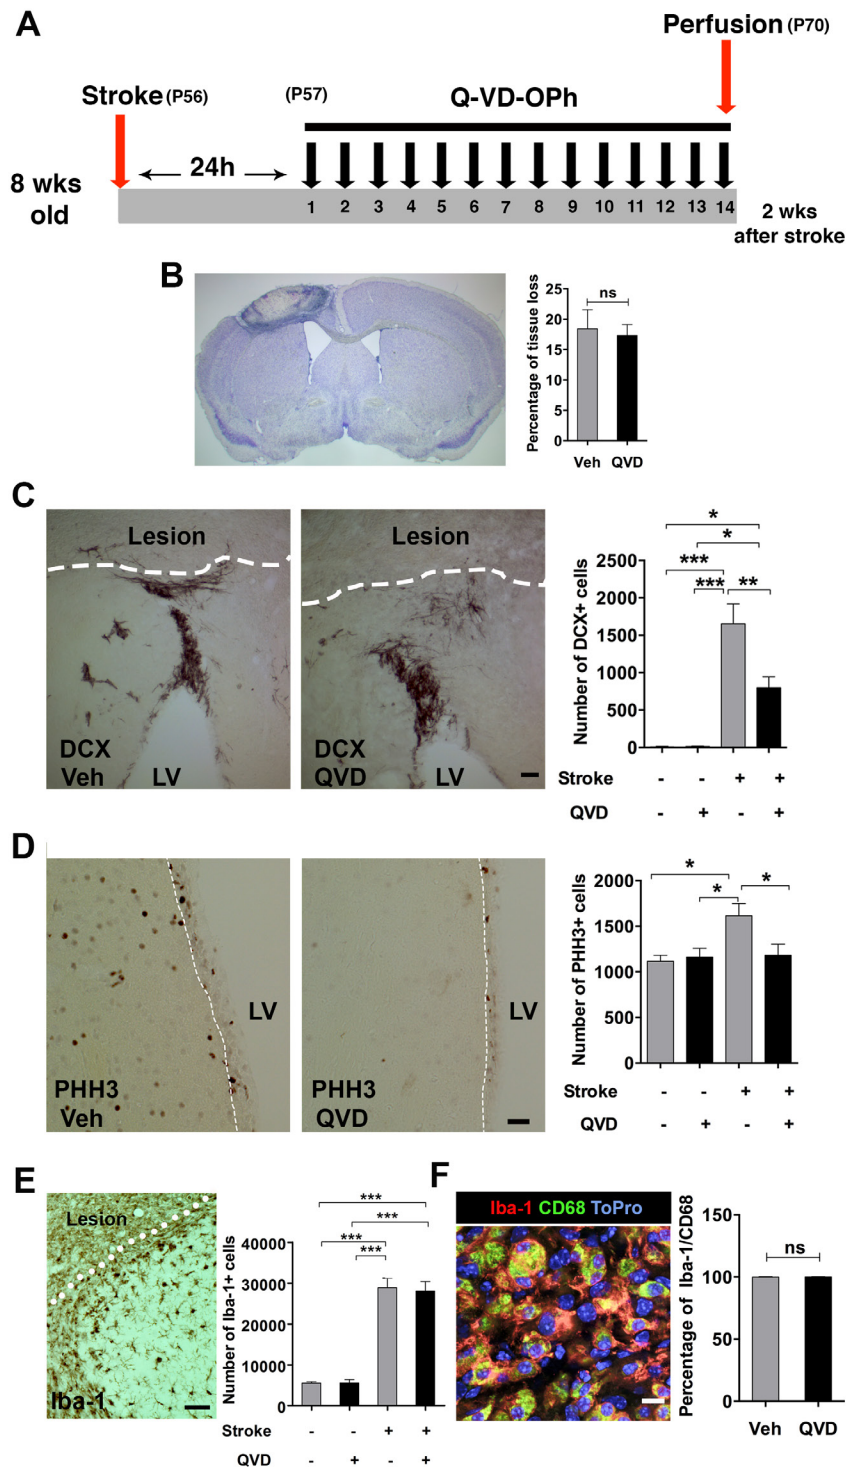 A
Perfusion (P70)
Stroke (P56)
(P57)
Q-VD-OPh
24h
8 wks
old
1 2 3 4 5 6 7 8 9 10 11 12 13 14
2 wks
after stroke
B
Percentage of tissue loss
25
20
15
10
5
0
ns
Veh QVD
C
Lesion
DCX
Veh
LV
Lesion
DCX
QVD
LV
Number of DCX+ cells
2500
2000
1500
1000
500
0
*
*
***
*** **
Stroke - - + +
QVD - + - +
D
PHH3
Veh
LV
PHH3
QVD
LV
Number of PHH3+ cells
2000
1500
1000
500
0
*
* *
Stroke - - + +
QVD - + - +
E
Lesion
Iba-1
Number of Iba-1+ cells
40000
30000
20000
10000
0
***
***
***
***
Stroke - - + +
QVD - + - +
F
Iba-1 CD68 ToPro
Percentage of Iba-1/CD68
150
100
50
0
ns
Veh QVD